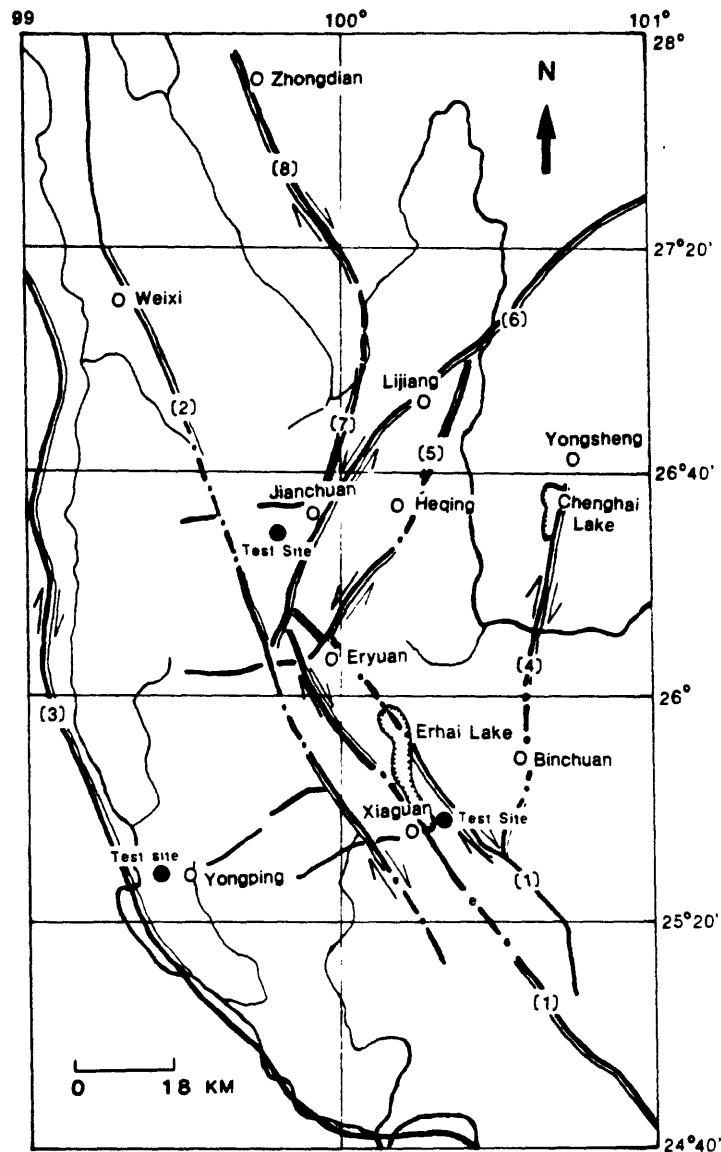 99 100° 101°
28°
N
Zhongdian
(8)
27°20'
Weixi
(6)
Lijiang
(2)
(7)
(5)
Yongsheng
26°40'
Jianchuan
Heqing
Chenghai
Lake
Test Site
Eryuan
(4)
26°
(3)
Erhai Lake
Binchuan
Xiaguan
Test Site
Test site
Yongping
(1)
25°20'
(1)
0 18 KM
24°40'